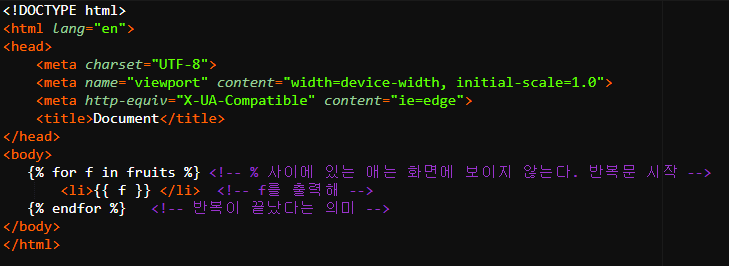 <!DOCTYPE html>
<html lang="en">
<head>
    <meta charset="UTF-8">
    <meta name="viewport" content="width=device-width, initial-scale=1.0">
    <meta http-equiv="X-UA-Compatible" content="ie=edge">
    <title>Document</title>
</head>
<body>
   {% for f in fruits %} <!-- % 사이에 있는 애는 화면에 보이지 않는다. 반복문 시작 -->
       <li>{{ f }} </li>  <!-- f를 출력해 -->
   {% endfor %}   <!-- 반복이 끝났다는 의미 -->
</body>
</html>